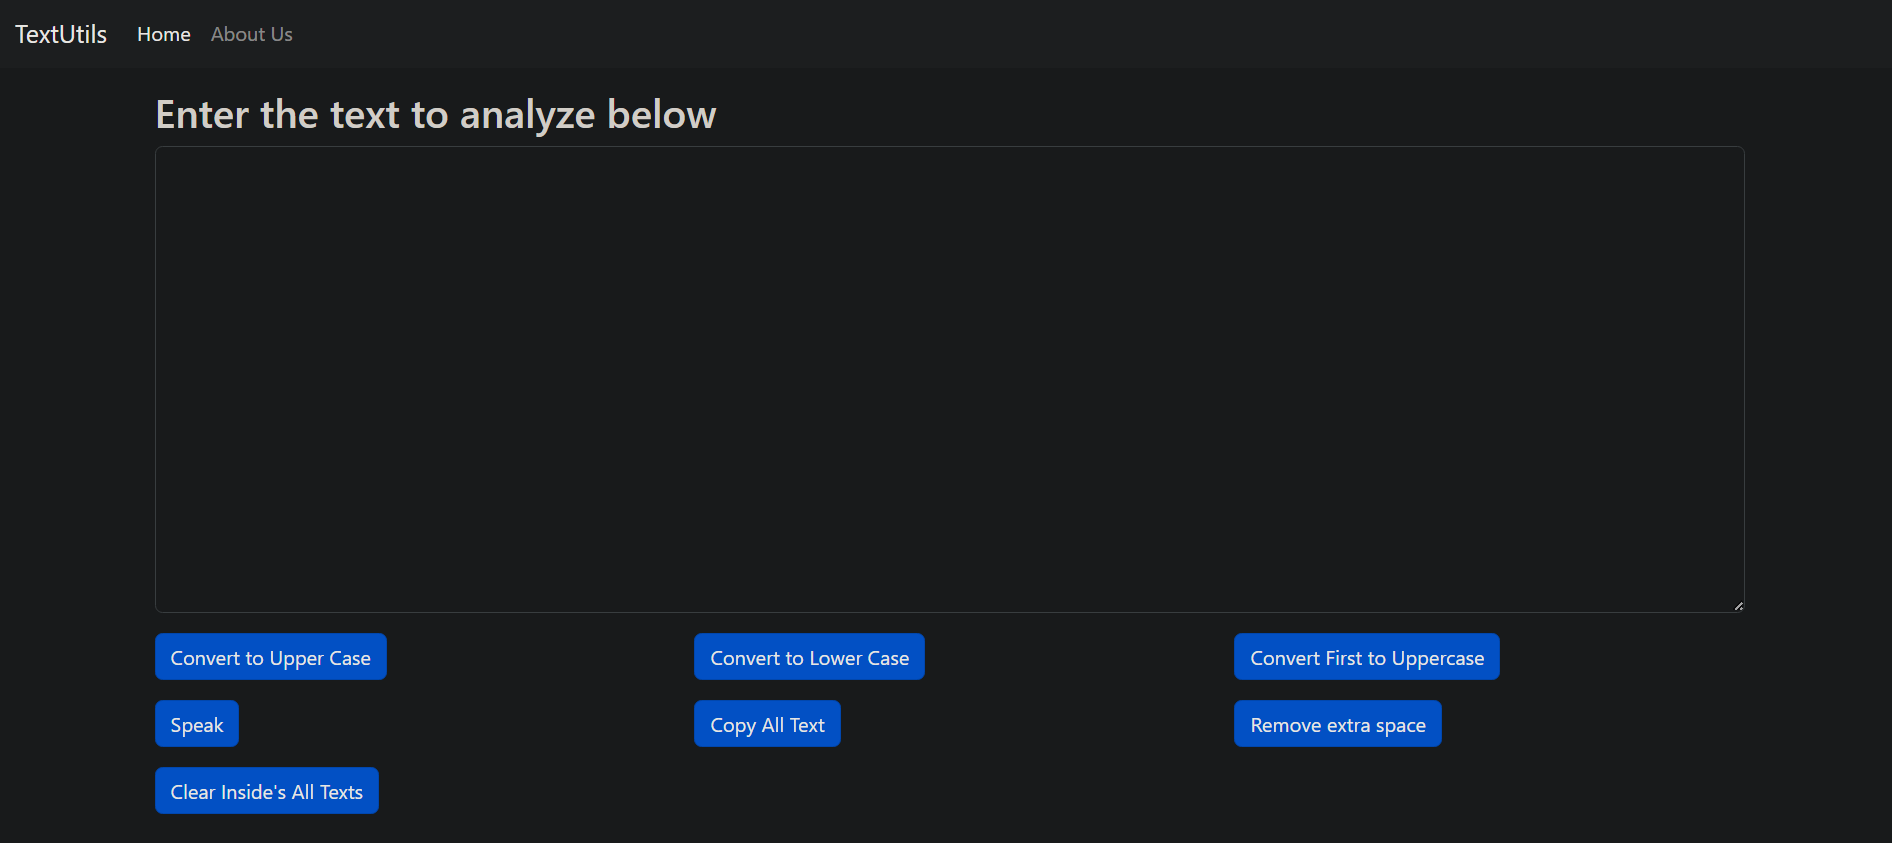 TextUtils Home About Us
Enter the text to analyze below
Convert to Upper Case Convert to Lower Case Convert First to Uppercase
Speak Copy All Text Remove extra space
Clear Inside's All Texts